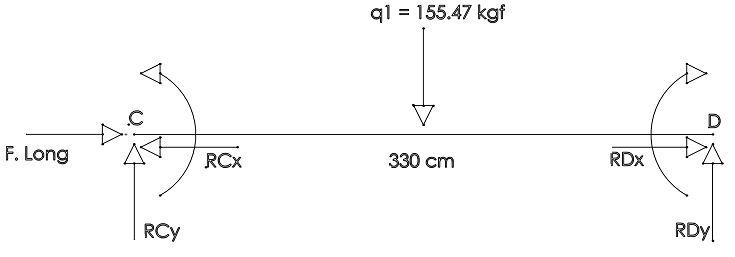 q1 = 155.47 kgf
C
D
F. Long
RCx
330 cm
RDx
RCy
RDy